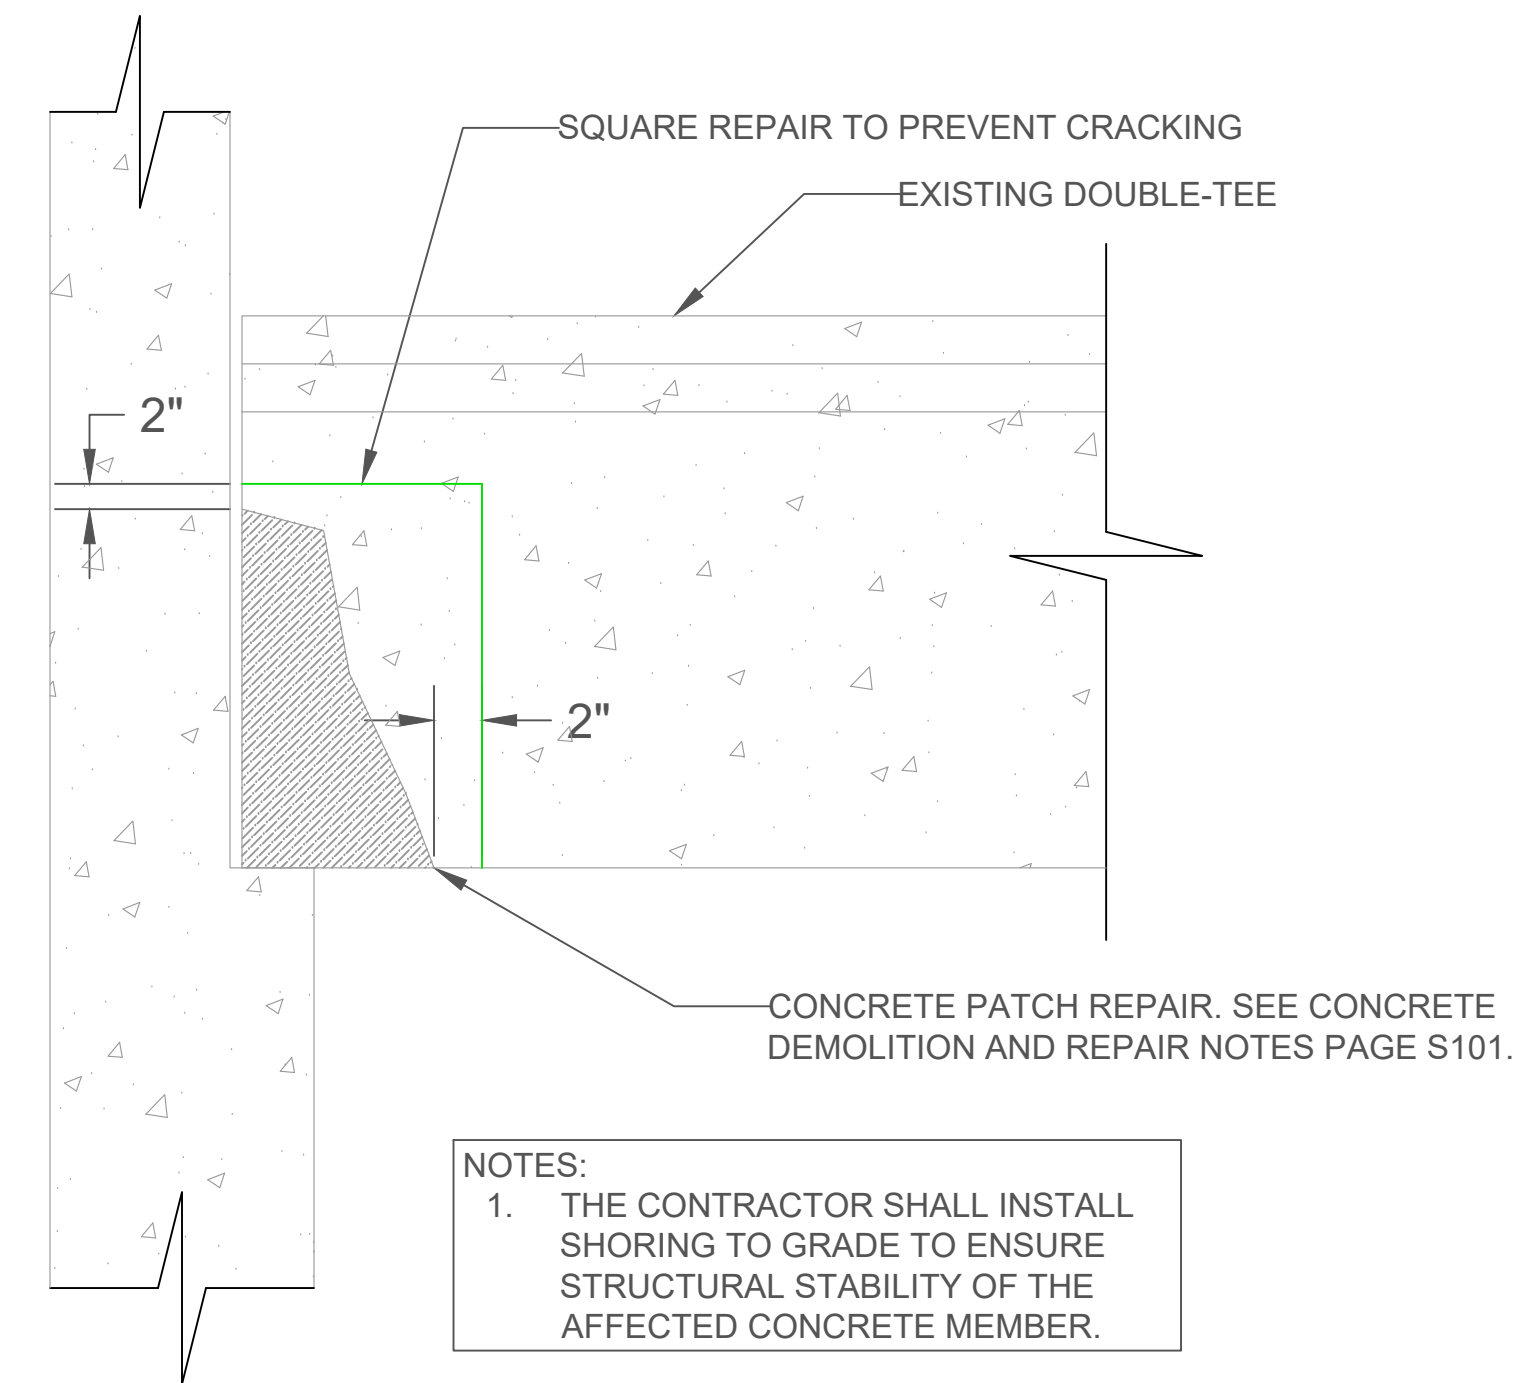 SQUARE REPAIR TO PREVENT CRACKING
EXISTING DOUBLE-TEE
2"
2"
CONCRETE PATCH REPAIR. SEE CONCRETE
DEMOLITION AND REPAIR NOTES PAGE S101.
NOTES:
1. THE CONTRACTOR SHALL INSTALL
SHORING TO GRADE TO ENSURE
STRUCTURAL STABILITY OF THE
AFFECTED CONCRETE MEMBER.